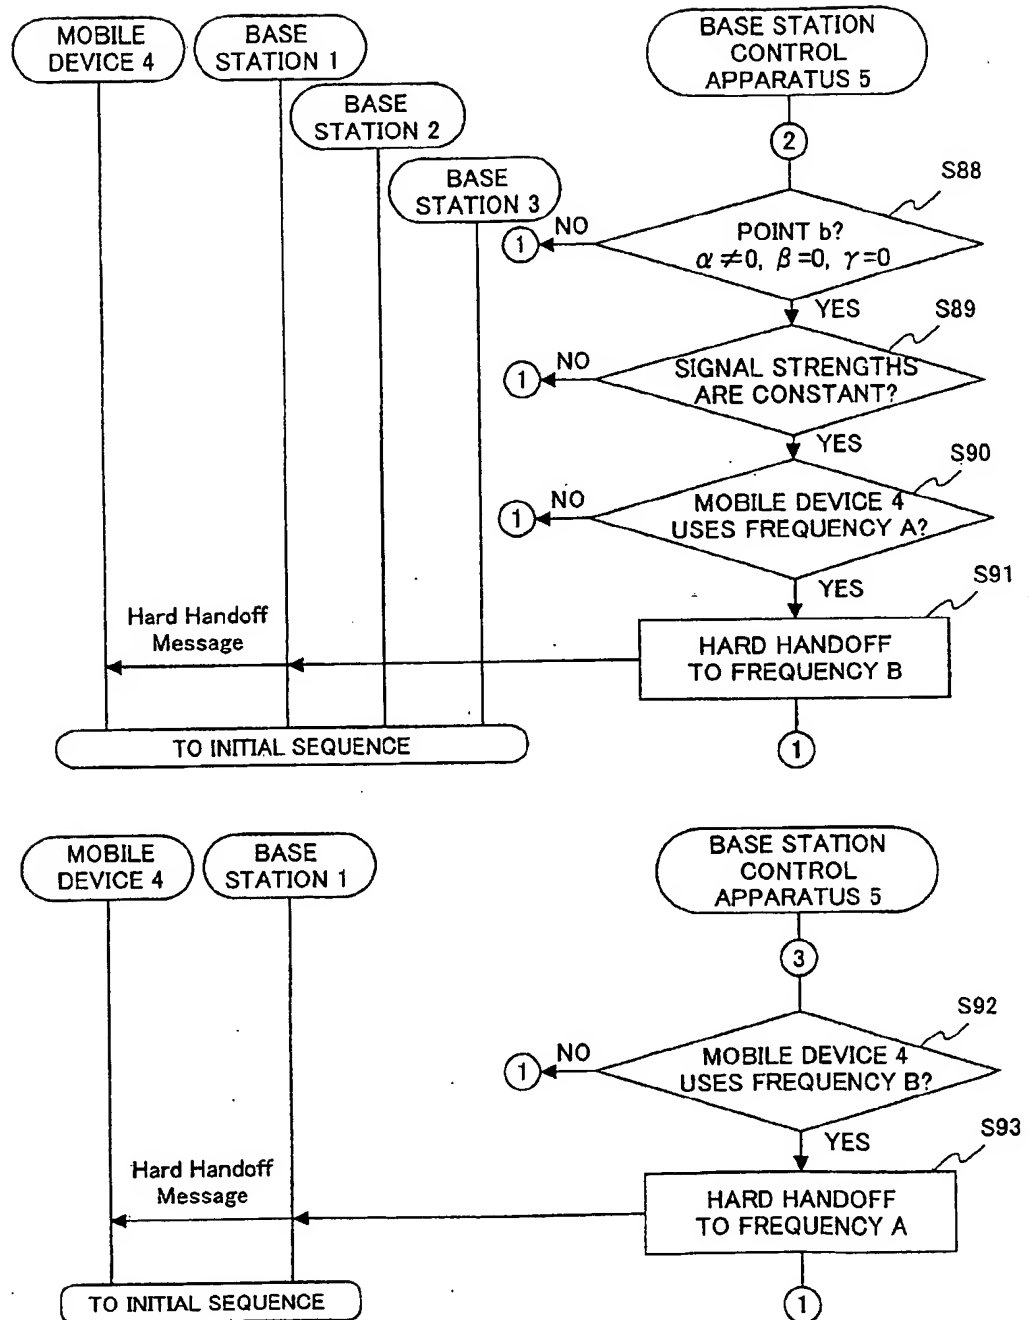 MOBILE
DEVICE 4
BASE
STATION 1
BASE
STATION 2
BASE
STATION 3
BASE STATION
CONTROL
APPARATUS 5
2
S88
POINT b?
α≠0, β=0, γ=0
NO
1
YES
S89
SIGNAL STRENGTHS
ARE CONSTANT?
NO
1
YES
S90
MOBILE DEVICE 4
USES FREQUENCY A?
NO
1
YES
S91
HARD HANDOFF
TO FREQUENCY B
Hard Handoff
Message
1
TO INITIAL SEQUENCE
MOBILE
DEVICE 4
BASE
STATION 1
BASE STATION
CONTROL
APPARATUS 5
3
S92
MOBILE DEVICE 4
USES FREQUENCY B?
NO
1
YES
S93
HARD HANDOFF
TO FREQUENCY A
Hard Handoff
Message
1
TO INITIAL SEQUENCE